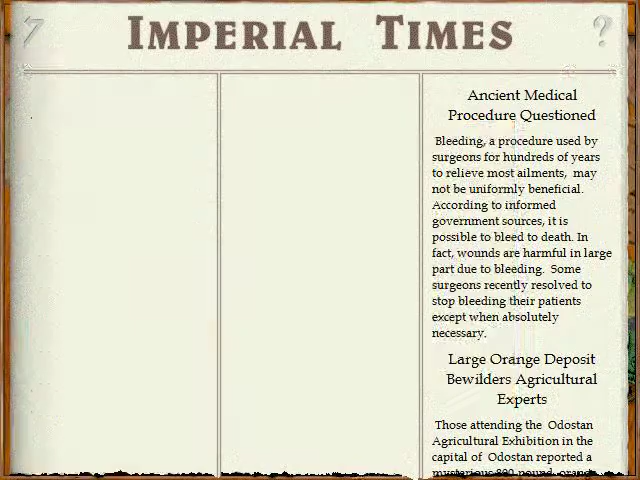 IMPERIAL TIMES
?
Ancient Medical
Procedure Questioned
Bleeding, a procedure used by
surgeons for hundreds of years
to relieve most ailments, may
not be uniformly beneficial.
According to informed
government sources, it is
possible to bleed to death. In
fact, wounds are harmful in large
part due to bleeding. Some
surgeons recently resolved to
stop bleeding their patients
except when absolutely
necessary.
Large Orange Deposit
Bewilders Agricultural
Experts
Those attending the Odostan
Agricultural Exhibition in the
capital of Odostan reported a
mysterious 800 pound orange